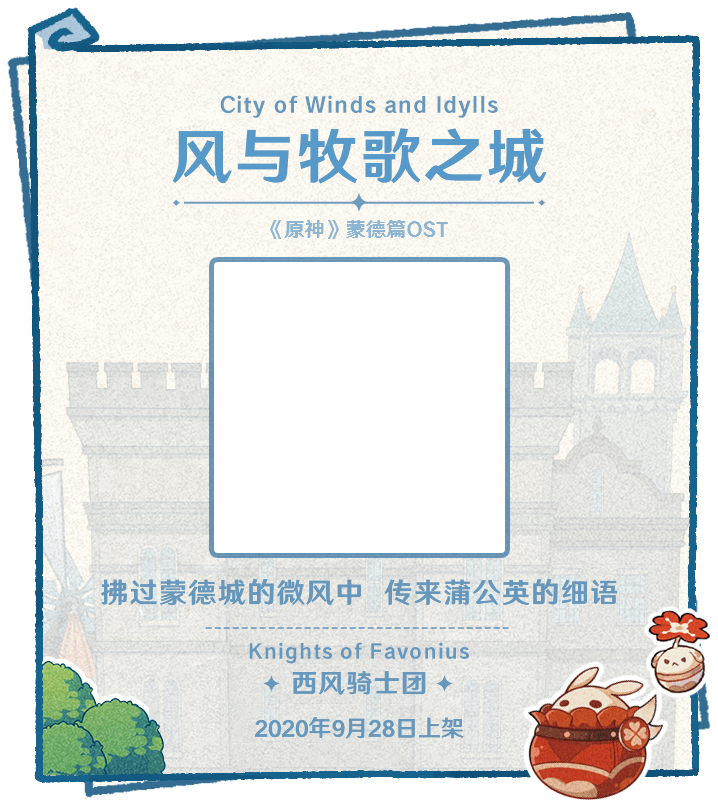 City of Winds and Idylls
风与牧歌之城
《原神》蒙德篇OST
拂过蒙德城的微风中 传来蒲公英的细语
Knights of Favonius
西风骑士团
2020年9月28日上架